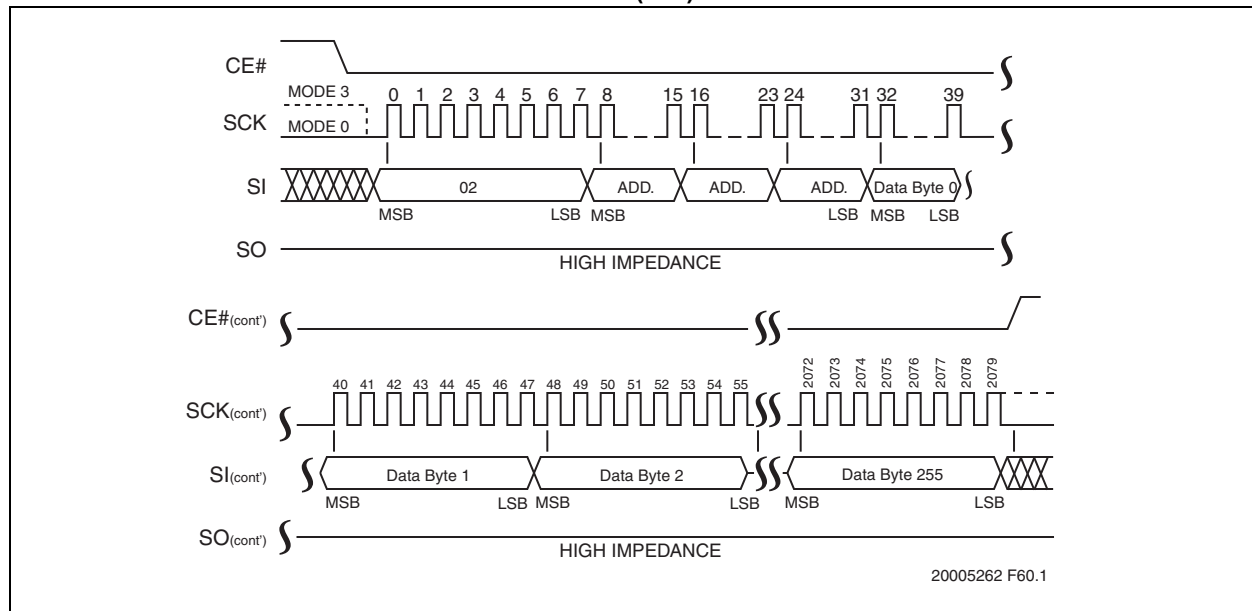 CE#
MODE 3
0 1 2 3 4 5 6 7 8 15 16 23 24 31 32 39
SCK
MODE 0
SI
02 ADD. ADD. ADD. Data Byte 0
MSB LSB MSB LSB MSB LSB
SO
HIGH IMPEDANCE
CE#(cont')
40 41 42 43 44 45 46 47 48 49 50 51 52 53 54 55 2072 2073 2074 2075 2076 2077 2078 2079
SCK(cont')
SI(cont')
Data Byte 1 Data Byte 2 Data Byte 255
MSB LSB MSB LSB MSB LSB
SO(cont')
HIGH IMPEDANCE
20005262 F60.1